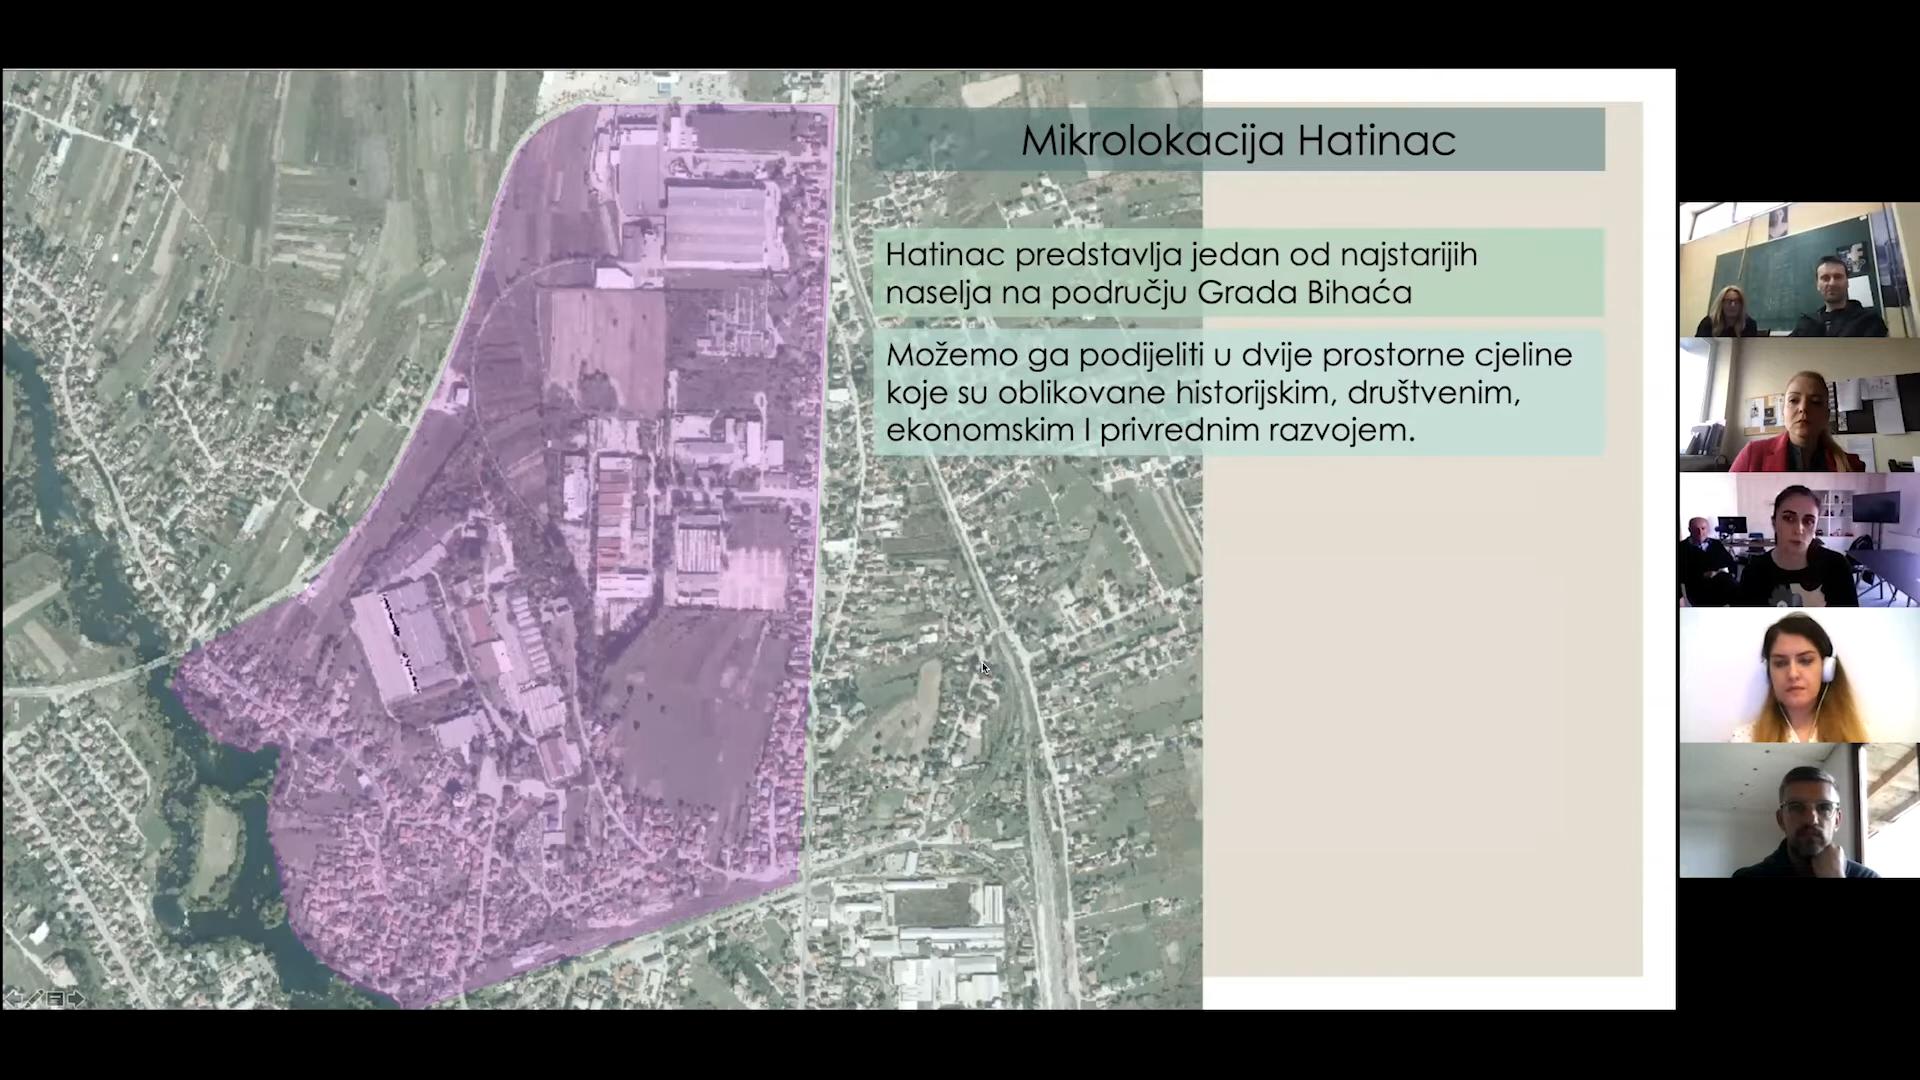 Mikrolokacija Hatinac
Hatinac predstavlja jedan od najstarijih
naselja na području Grada Bihaća
Možemo ga podijeliti u dvije prostorne cjeline
koje su oblikovane historijskim, društvenim,
ekonomskim I privrednim razvojem.